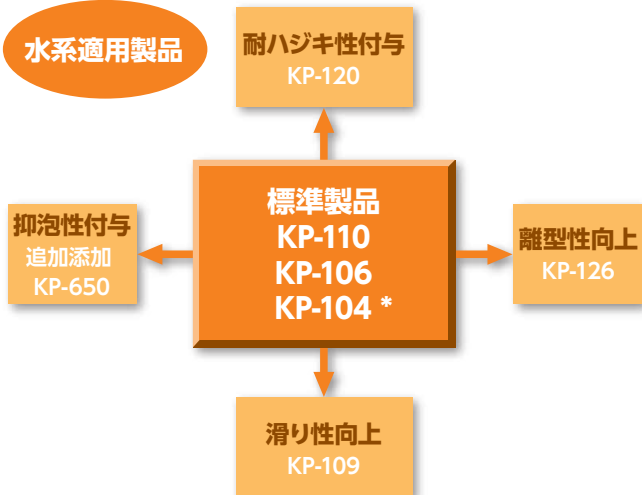 水系適用製品
耐ハジキ性付与
KP-120
標準製品
KP-110
KP-106
KP-104 *
抑泡性付与
追加添加
KP-650
離型性向上
KP-126
滑り性向上
KP-109